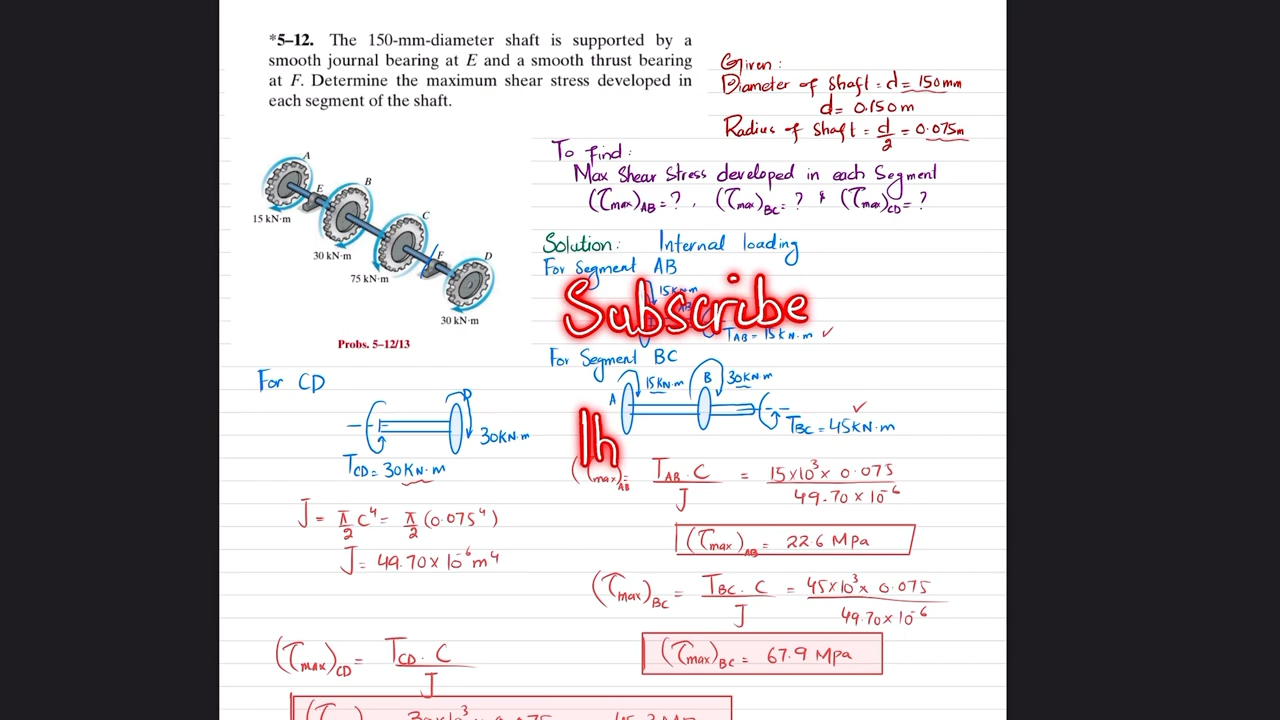 *5–12. The 150-mm-diameter shaft is supported by a
smooth journal bearing at E and a smooth thrust bearing
at F. Determine the maximum shear stress developed in
each segment of the shaft.
Given :
Diameter of Shaft = d = 150mm
d = 0.150m
Radius of Shaft = d/2 = 0.075m
To find :
Max Shear Stress developed in each Segment
(τmax)AB = ? , (τmax)BC = ? & (τmax)CD = ?
A
E
B
15 kN·m
C
30 kN·m
F
D
75 kN·m
30 kN·m
Probs. 5–12/13
Solution : Internal loading
For Segment AB
15KN.m
Subscribe
TAB = 15KN.m ✓
For Segment BC
A 15KN.m B 30KN.m
TBC = 45KN.m ✓
For CD
D
30KN.m
TCD = 30KN.m
J = π/2 C⁴ = π/2 (0.075⁴)
J = 49.70 x 10⁻⁶ m⁴
(τmax)AB = TAB . C / J = 15x10³ x 0.075 / 49.70 x 10⁻⁶
(τmax)AB = 22.6 MPa
(τmax)BC = TBC . C / J = 45x10³ x 0.075 / 49.70 x 10⁻⁶
(τmax)BC = 67.9 MPa
(τmax)CD = TCD . C / J